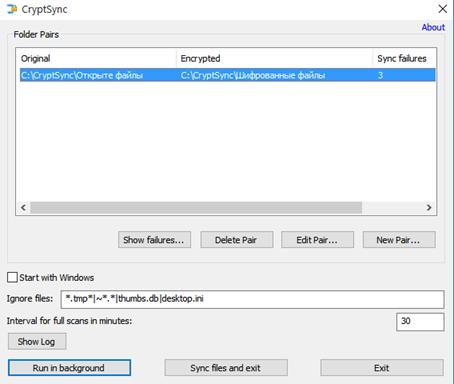 CryptSync
About
Folder Pairs
Original Encrypted Sync failures
C:\CryptSync\Открыте файлы C:\CryptSync\Шифрованные файлы 3
Show failures... Delete Pair Edit Pair... New Pair...
Start with Windows
Ignore files: *.tmp*|~*.*|thumbs.db|desktop.ini
Interval for full scans in minutes: 30
Show Log
Run in background Sync files and exit Exit